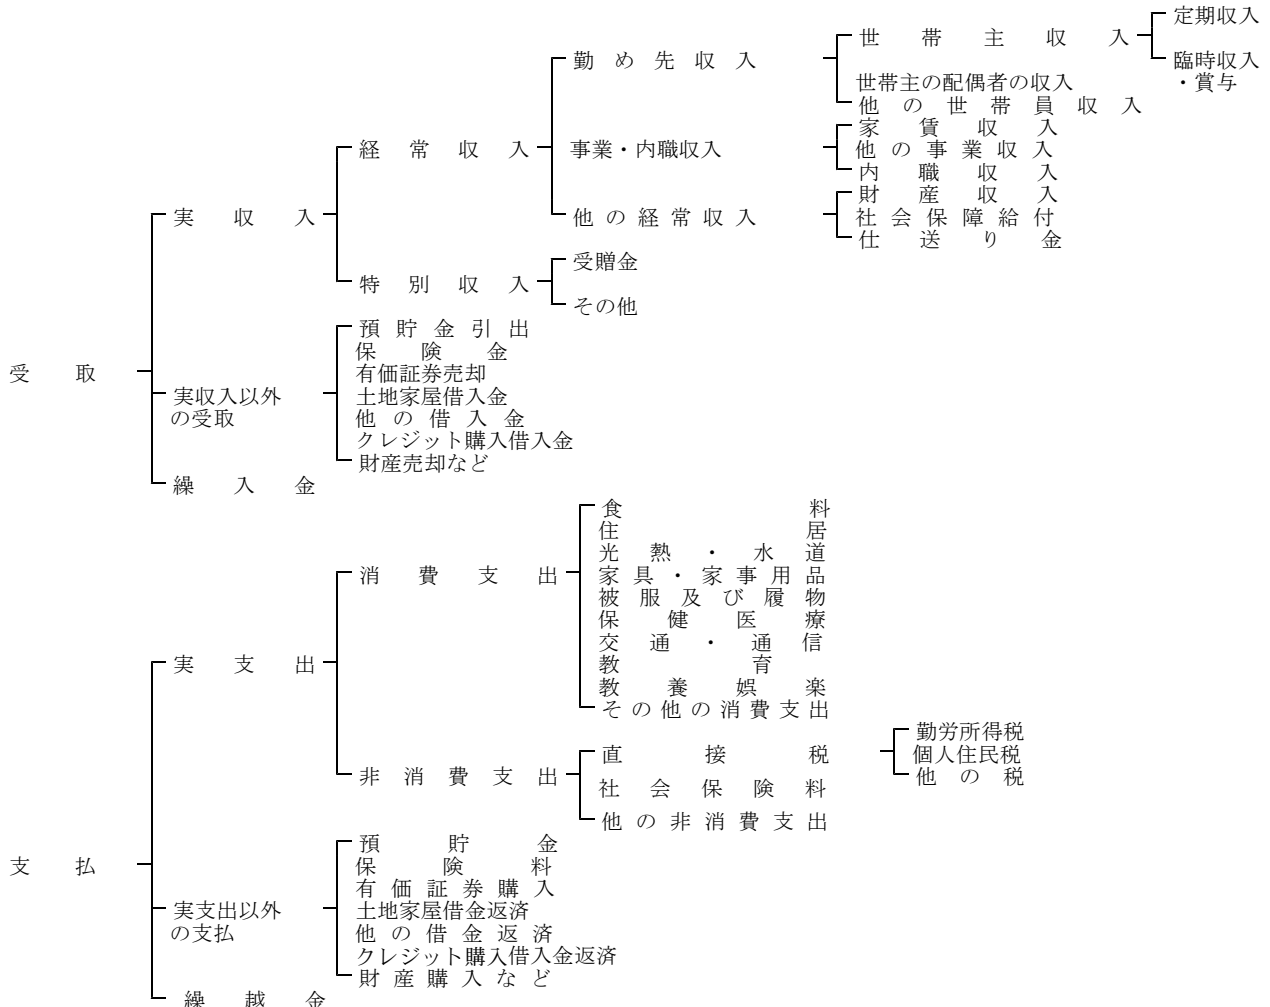 定期収入
世帯主収入
臨時収入
・賞与
勤め先収入
世帯主の配偶者の収入
他の世帯員収入
家賃収入
経常収入
事業・内職収入
他の事業収入
内職収入
財産収入
実収入
他の経常収入
社会保障給付
仕送り金
受贈金
特別収入
その他
預貯金引出
保険金
受取
有価証券売却
実収入以外
の受取
土地家屋借入金
他の借入金
クレジット購入借入金
財産売却など
繰入金
食料
住居
光熱・水道
消費支出
家具・家事用品
被服及び履物
保健医療
交通・通信
実支出
教育
教養娯楽
その他の消費支出
勤労所得税
直接税
個人住民税
非消費支出
他の税
社会保険料
他の非消費支出
預貯金
支払
保険料
有価証券購入
実支出以外
の支払
土地家屋借金返済
他の借金返済
クレジット購入借入金返済
財産購入など
繰越金